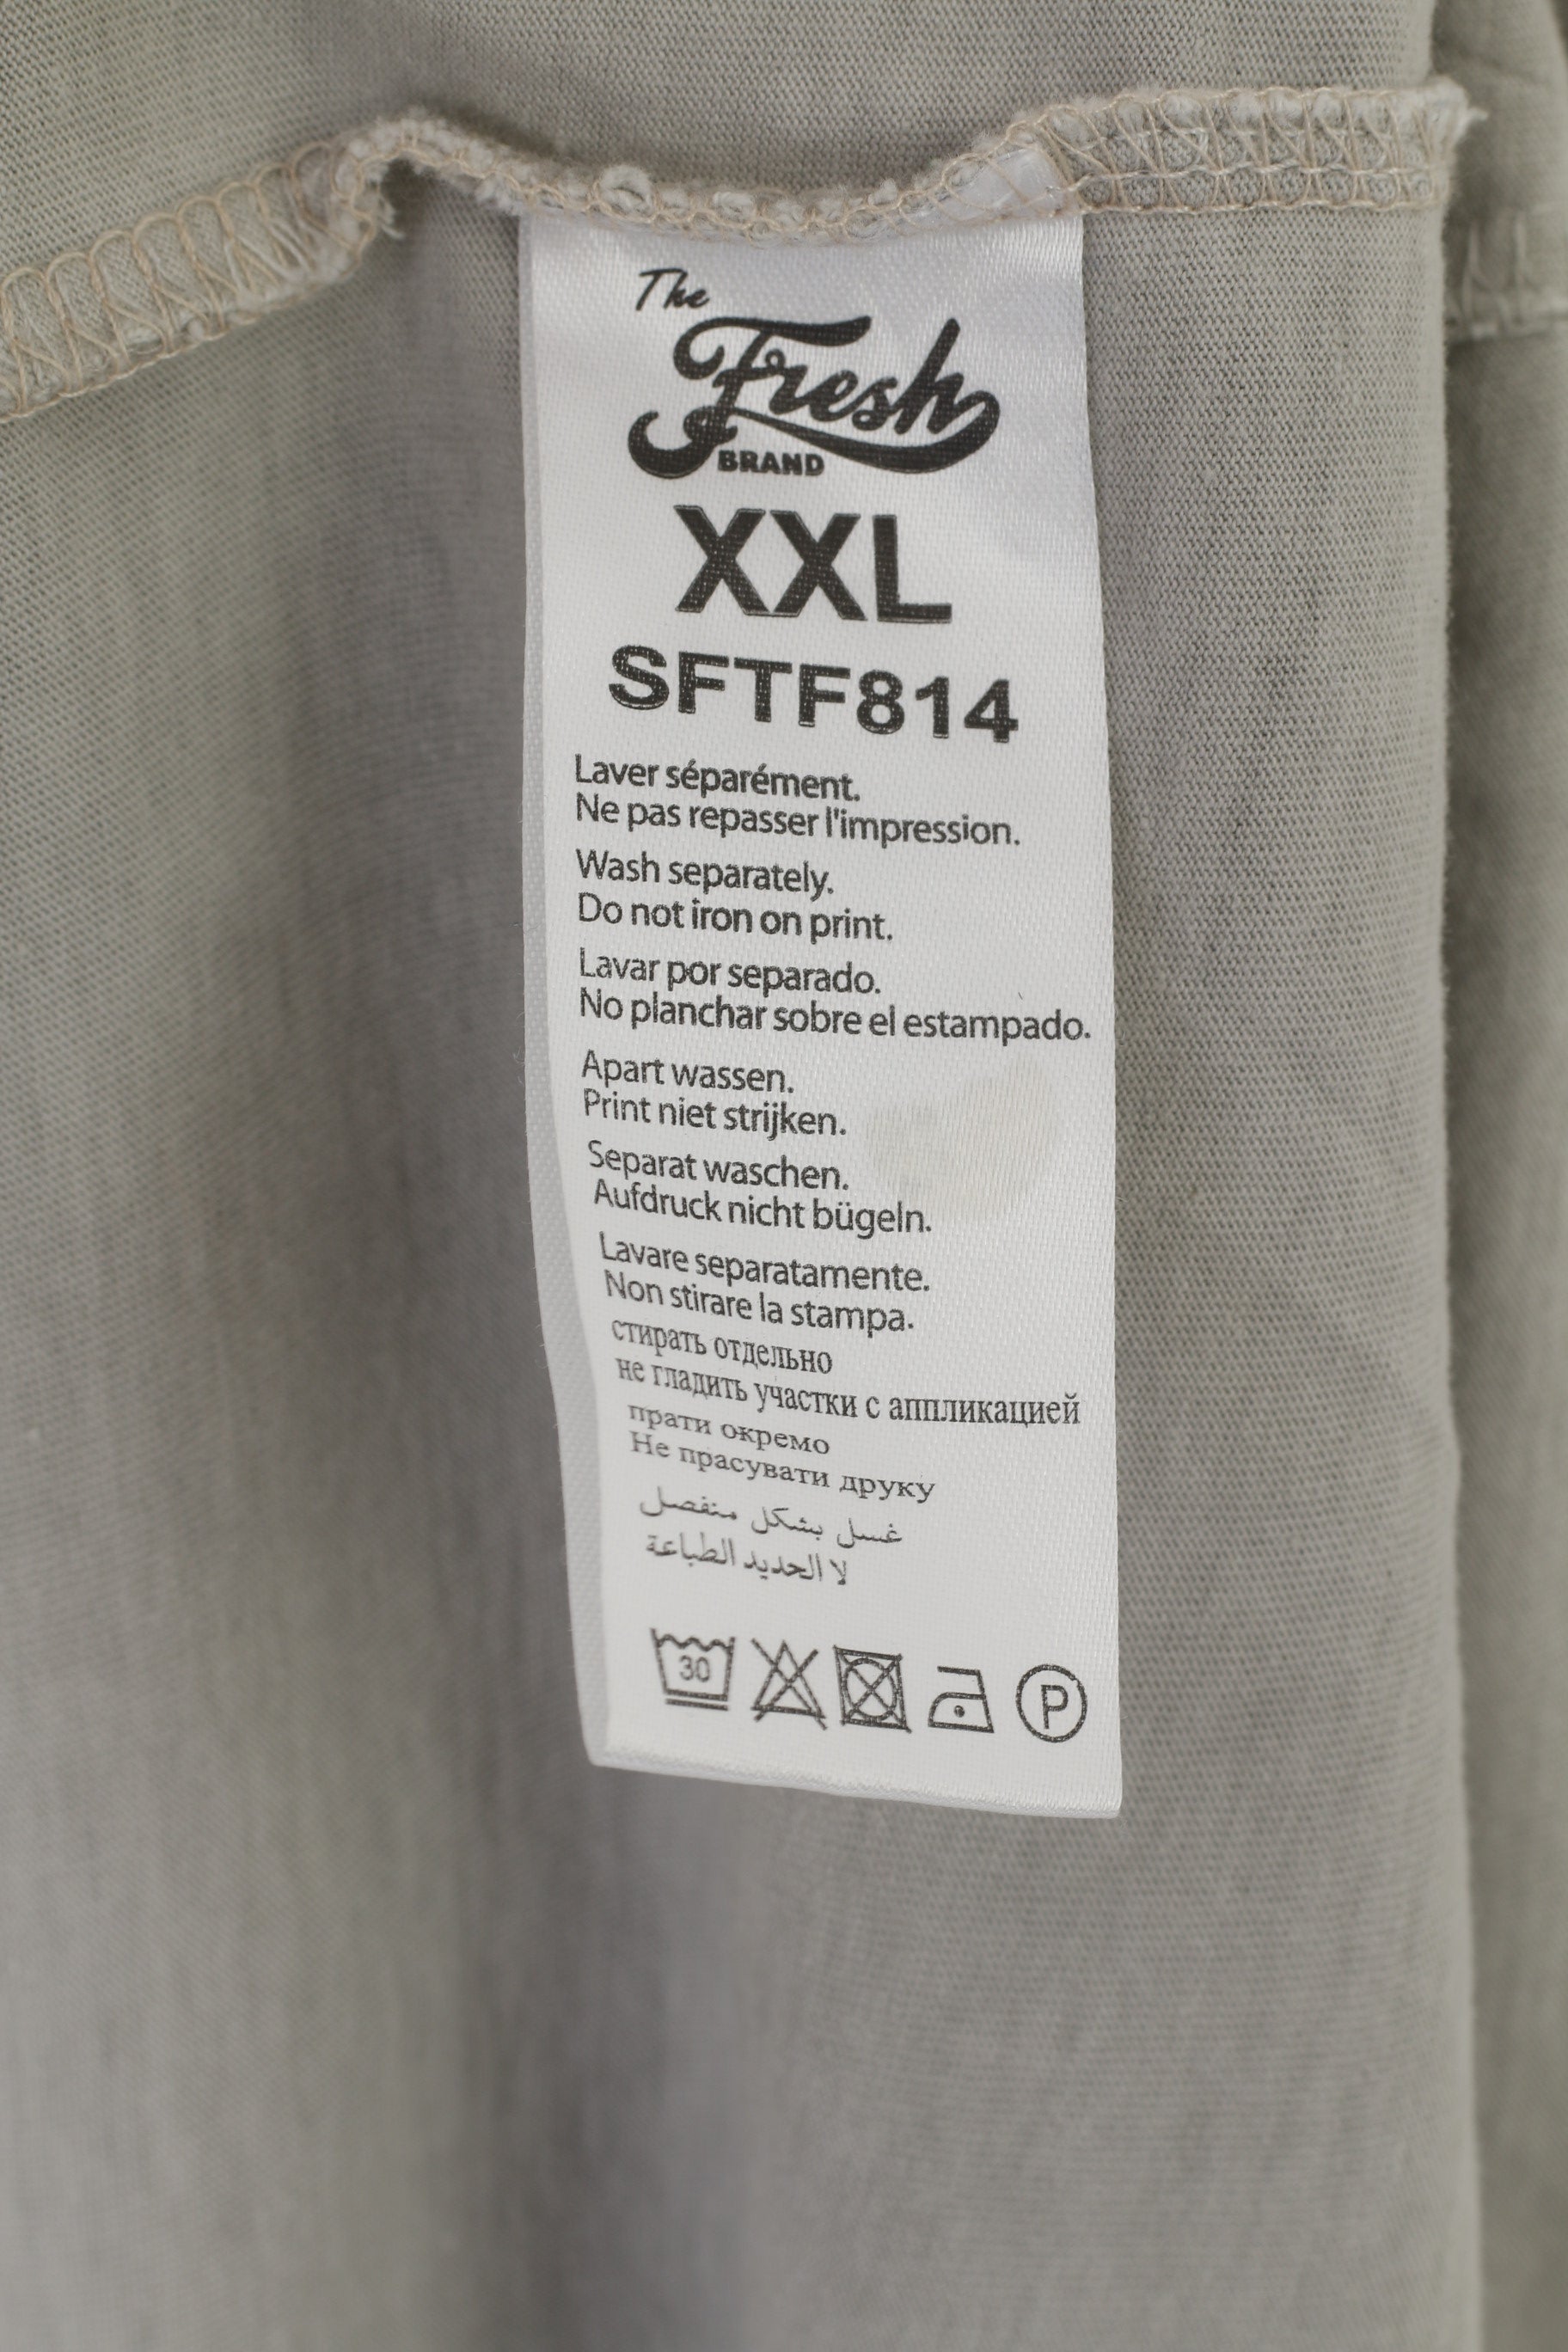 The
Fresh
BRAND
XXL
SFTF814
Laver séparément.
Ne pas repasser l'impression.
Wash separately.
Do not iron on print.
Lavar por separado.
No planchar sobre el estampado.
Apart wassen.
Print niet strijken.
Separat waschen.
Aufdruck nicht bügeln.
Lavare separatamente.
Non stirare la stampa.
стирать отдельно
не гладить участки с аппликацией
прати окремо
Не прасувати друку
غسل بشكل منفصل
لا الحديد الطباعة
30
P